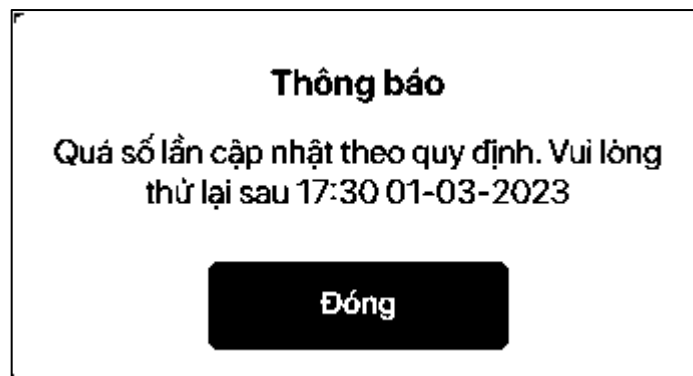 Thông báo
Quá số lần cập nhật theo quy định. Vui lòng
thử lại sau 17:30 01-03-2023
Đóng